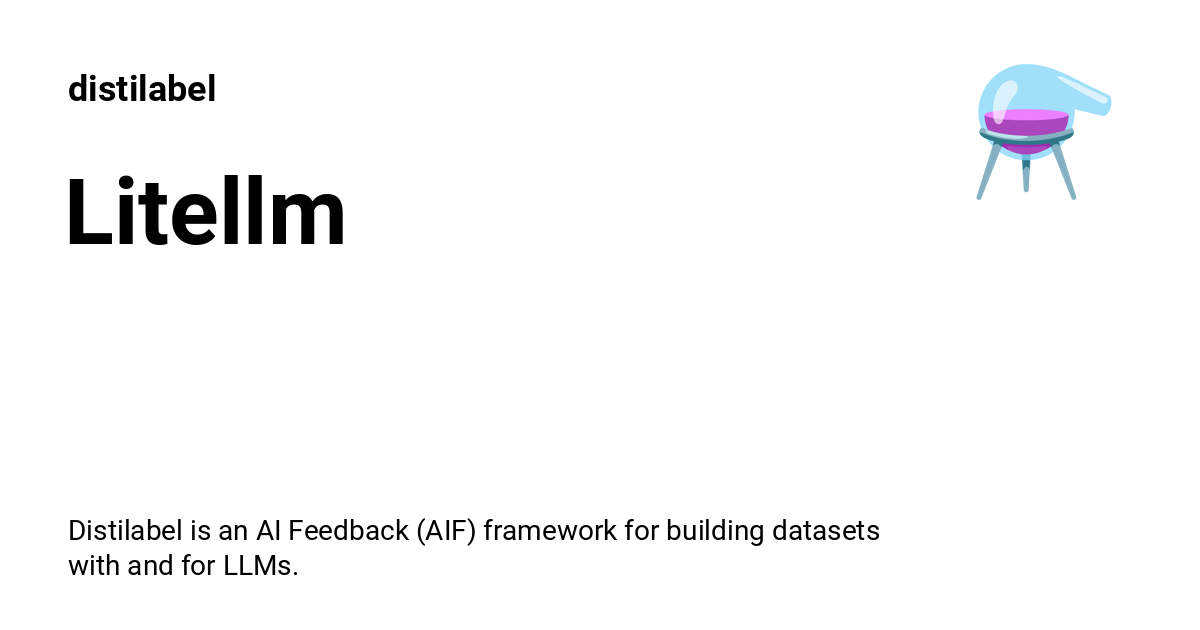 distilabel
Litellm
Distilabel is an AI Feedback (AIF) framework for building datasets
with and for LLMs.